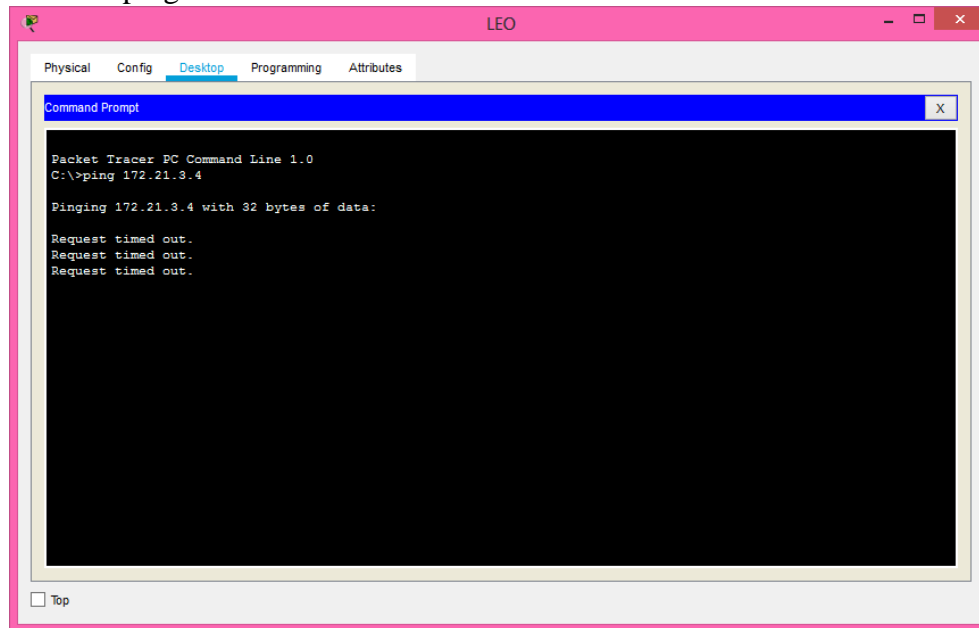 ping
LEO
Physical Config Desktop Programming Attributes
Command Prompt X
Packet Tracer PC Command Line 1.0
C:\>ping 172.21.3.4
Pinging 172.21.3.4 with 32 bytes of data:
Request timed out.
Request timed out.
Request timed out.
Top